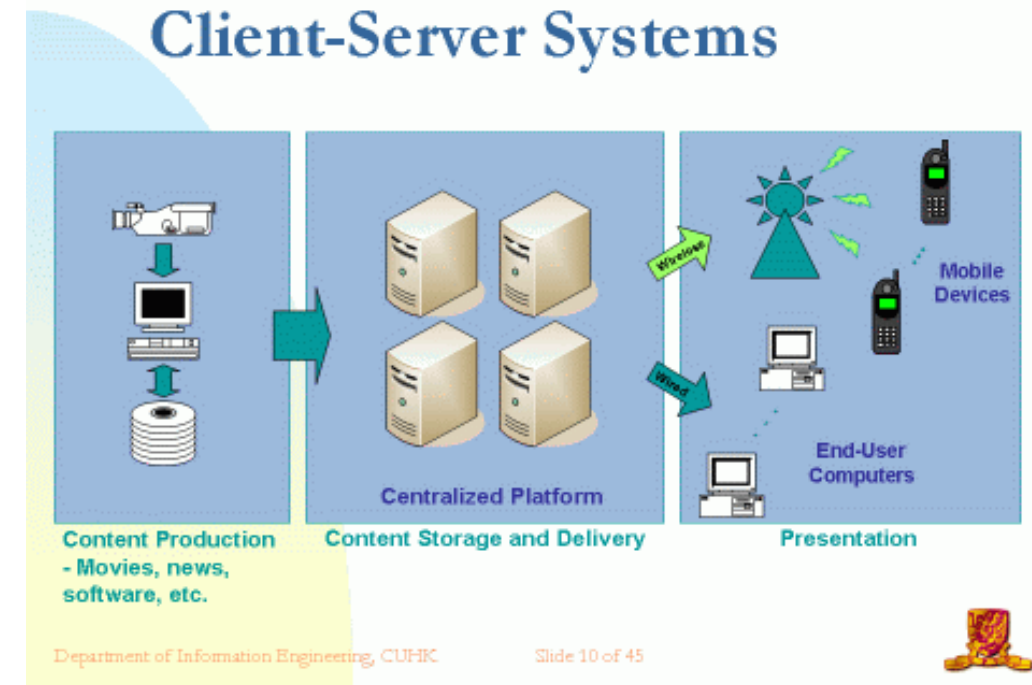 Client-Server Systems
Wireless
Mobile
Devices
Wired
End-User
Computers
Centralized Platform
Content Production
- Movies, news,
software, etc.
Content Storage and Delivery
Presentation
Department of Information Engineering, CUHK
Slide 10 of 45